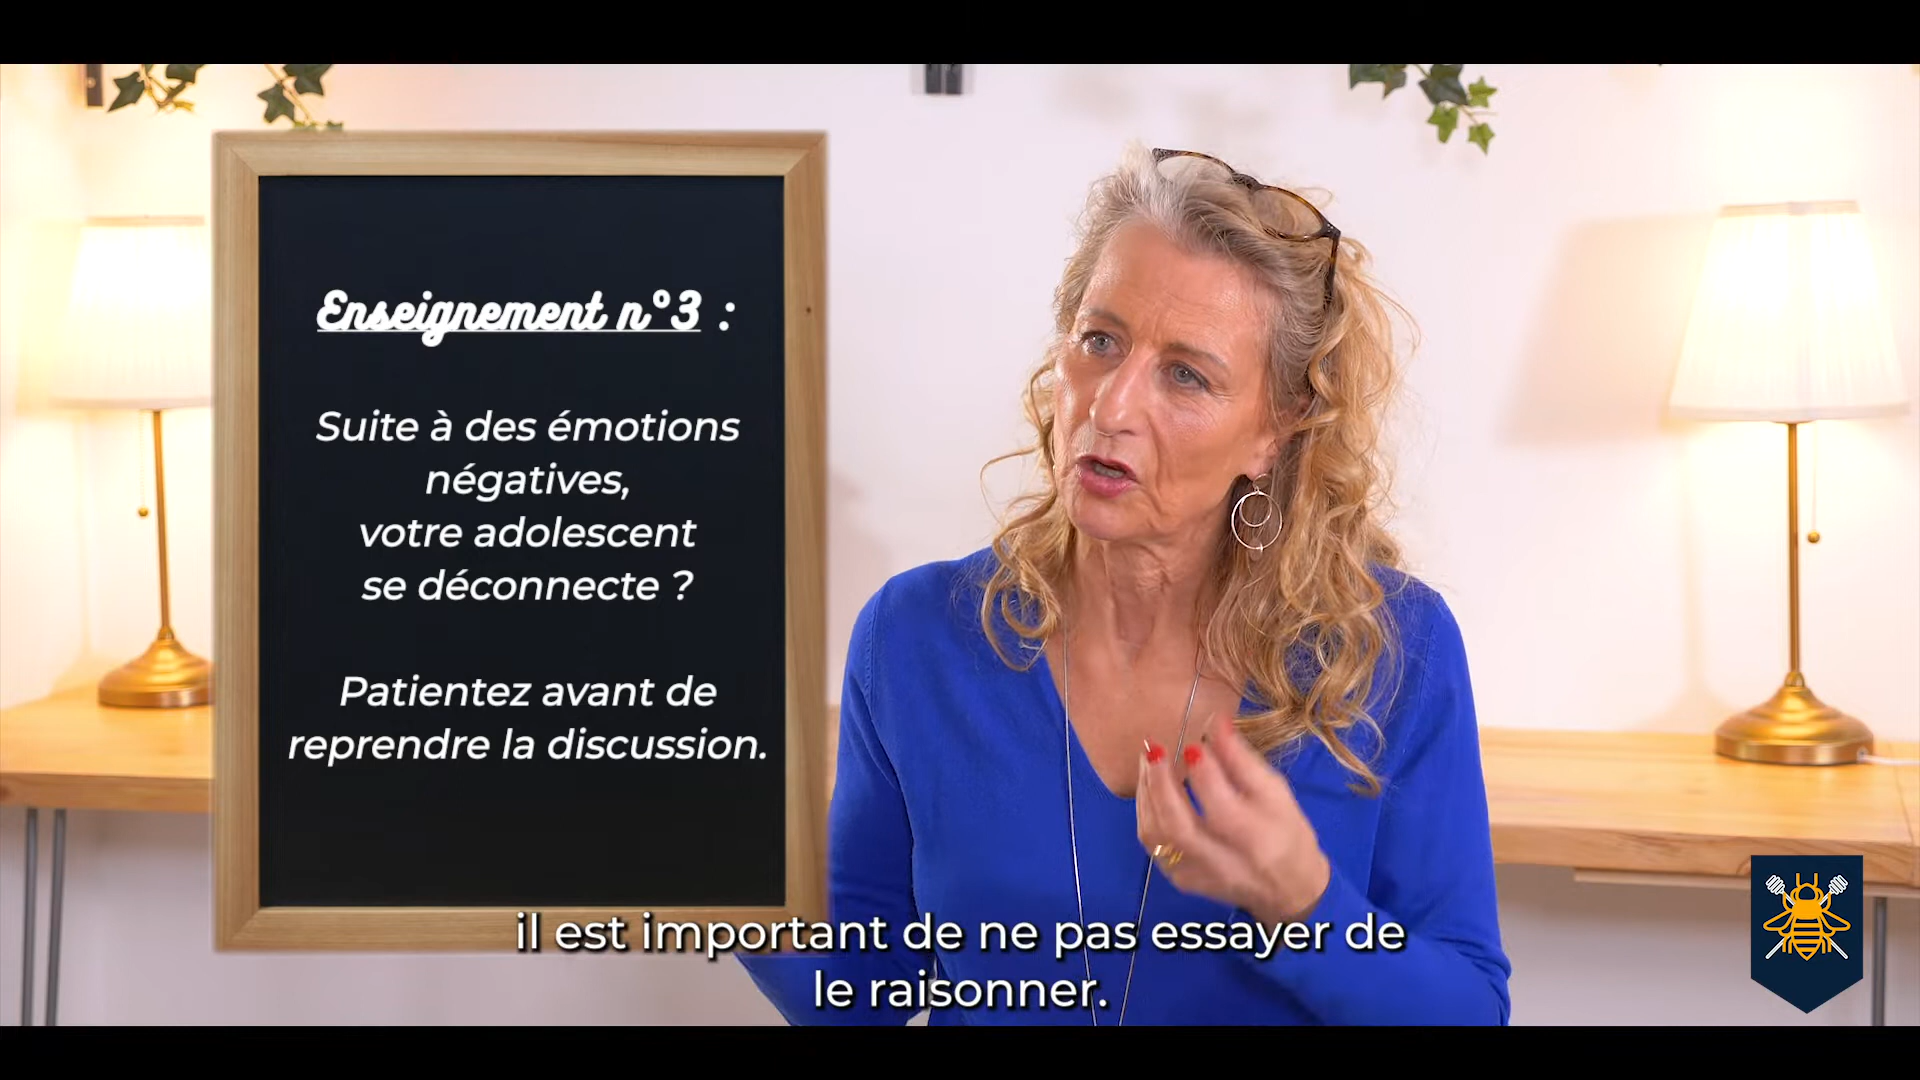 Enseignement n°3 :
Suite à des émotions
négatives,
votre adolescent
se déconnecte ?
Patientez avant de
reprendre la discussion.
il est important de ne pas essayer de
le raisonner.